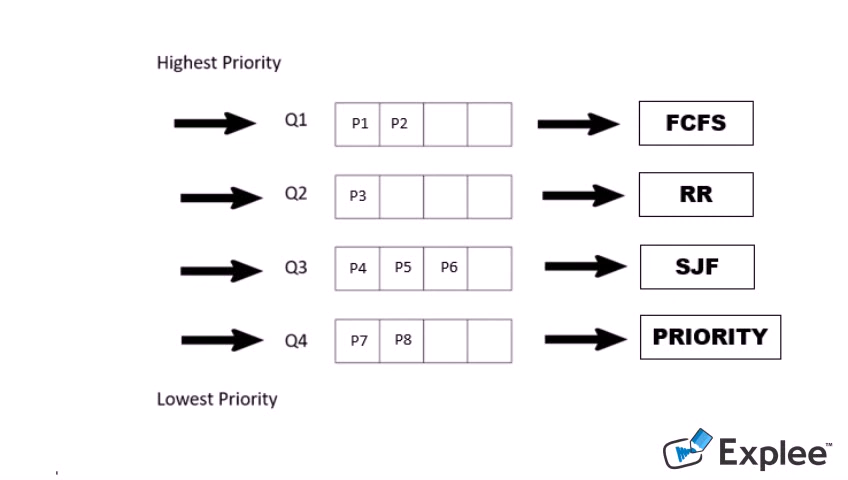 Highest Priority
Q1 P1 P2 FCFS
Q2 P3 RR
Q3 P4 P5 P6 SJF
Q4 P7 P8 PRIORITY
Lowest Priority
Explee™